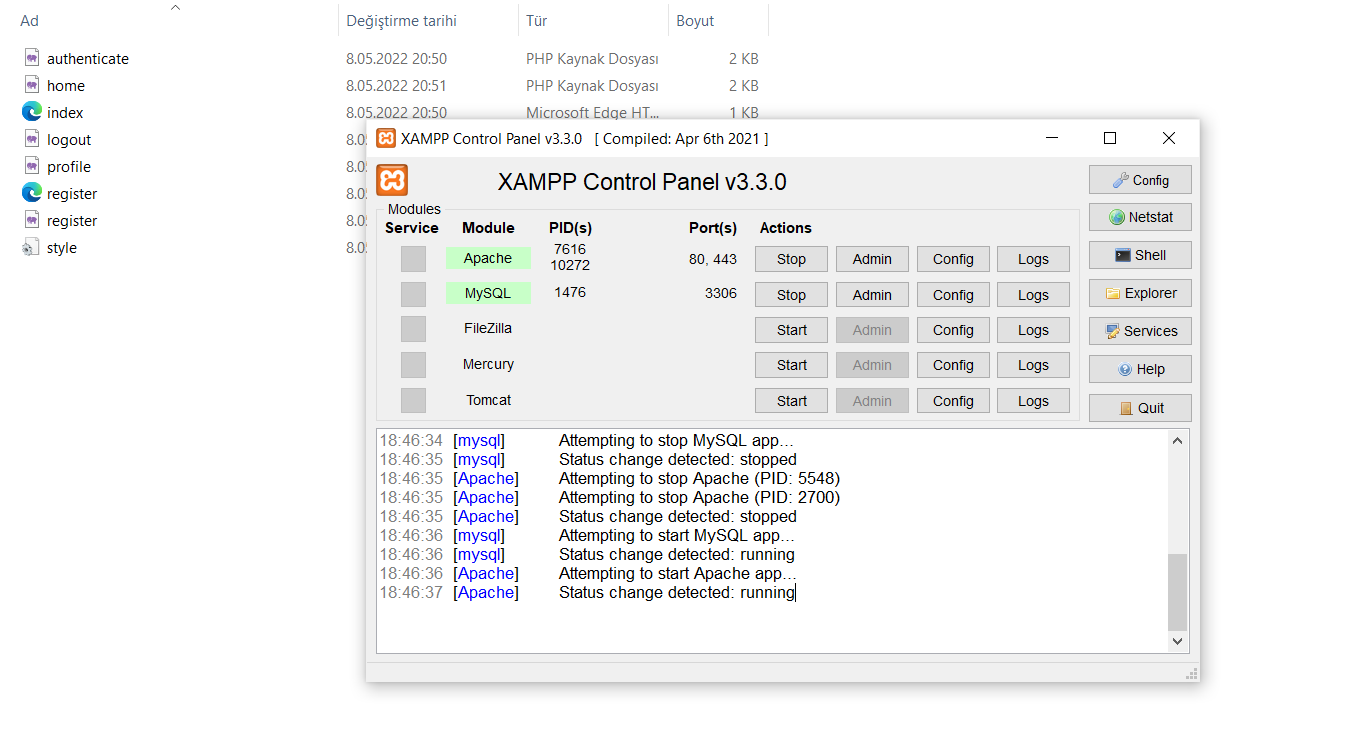 Ad Değiştirme tarihi Tür Boyut
authenticate 8.05.2022 20:50 PHP Kaynak Dosyası 2 KB
home 8.05.2022 20:51 PHP Kaynak Dosyası 2 KB
index 8.05.2022 20:50 Microsoft Edge HT... 1 KB
logout 8.0
profile 8.0
register 8.0
register 8.0
style 8.0
XAMPP Control Panel v3.3.0 [ Compiled: Apr 6th 2021 ]
XAMPP Control Panel v3.3.0 Config
Modules
Service Module PID(s) Port(s) Actions Netstat
Apache 7616 10272 80, 443 Stop Admin Config Logs Shell
MySQL 1476 3306 Stop Admin Config Logs Explorer
FileZilla Start Admin Config Logs Services
Mercury Start Admin Config Logs Help
Tomcat Start Admin Config Logs Quit
18:46:34 [mysql] Attempting to stop MySQL app...
18:46:35 [mysql] Status change detected: stopped
18:46:35 [Apache] Attempting to stop Apache (PID: 5548)
18:46:35 [Apache] Attempting to stop Apache (PID: 2700)
18:46:35 [Apache] Status change detected: stopped
18:46:36 [mysql] Attempting to start MySQL app...
18:46:36 [mysql] Status change detected: running
18:46:36 [Apache] Attempting to start Apache app...
18:46:37 [Apache] Status change detected: running